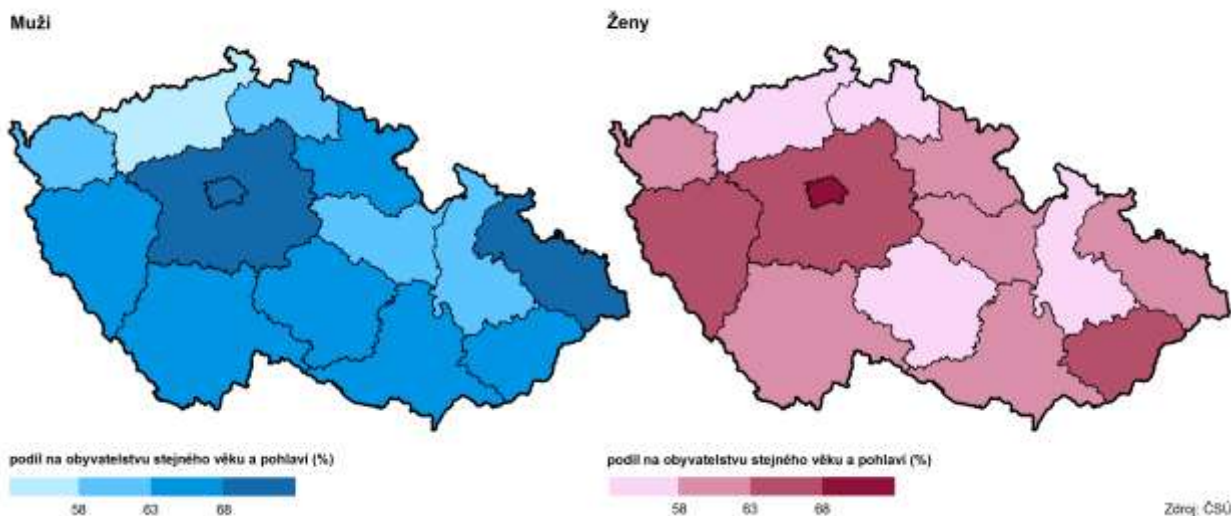 Muži
Ženy
podíl na obyvatelstvu stejného věku a pohlaví (%)
58 63 68
podíl na obyvatelstvu stejného věku a pohlaví (%)
58 63 68
Zdroj: ČSÚ